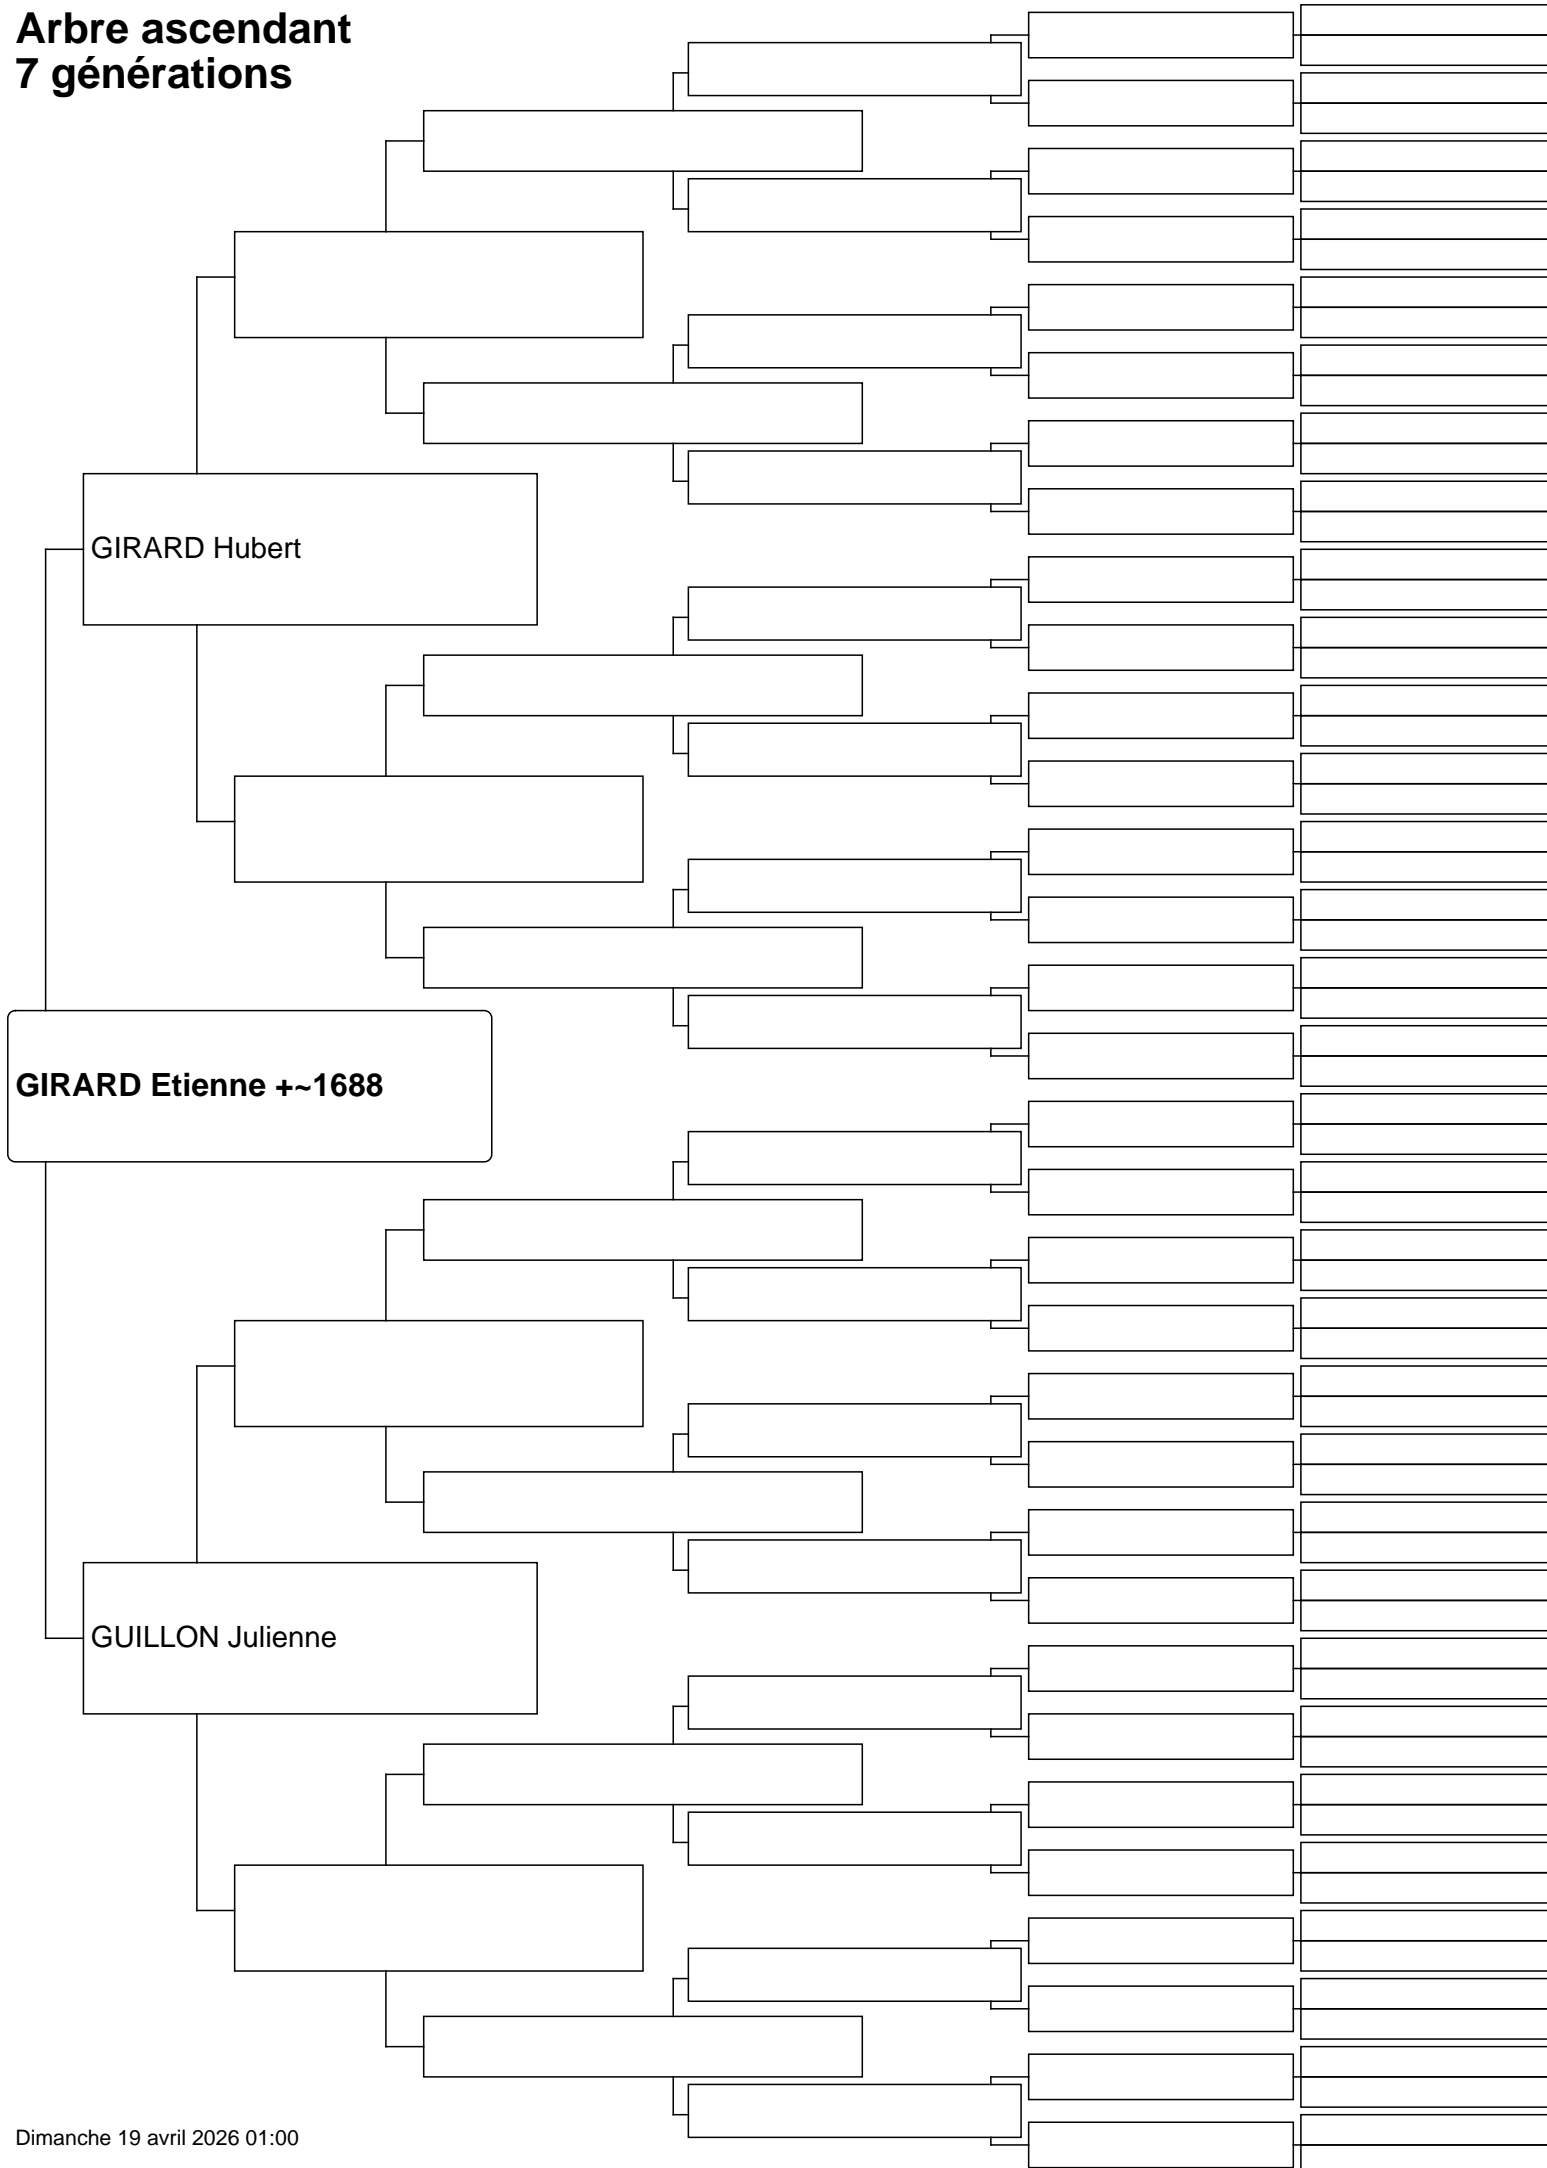 Arbre ascendant
7 générations
GIRARD Hubert
GIRARD Etienne +~1688
GUILLON Julienne
Dimanche 19 avril 2026 01:00